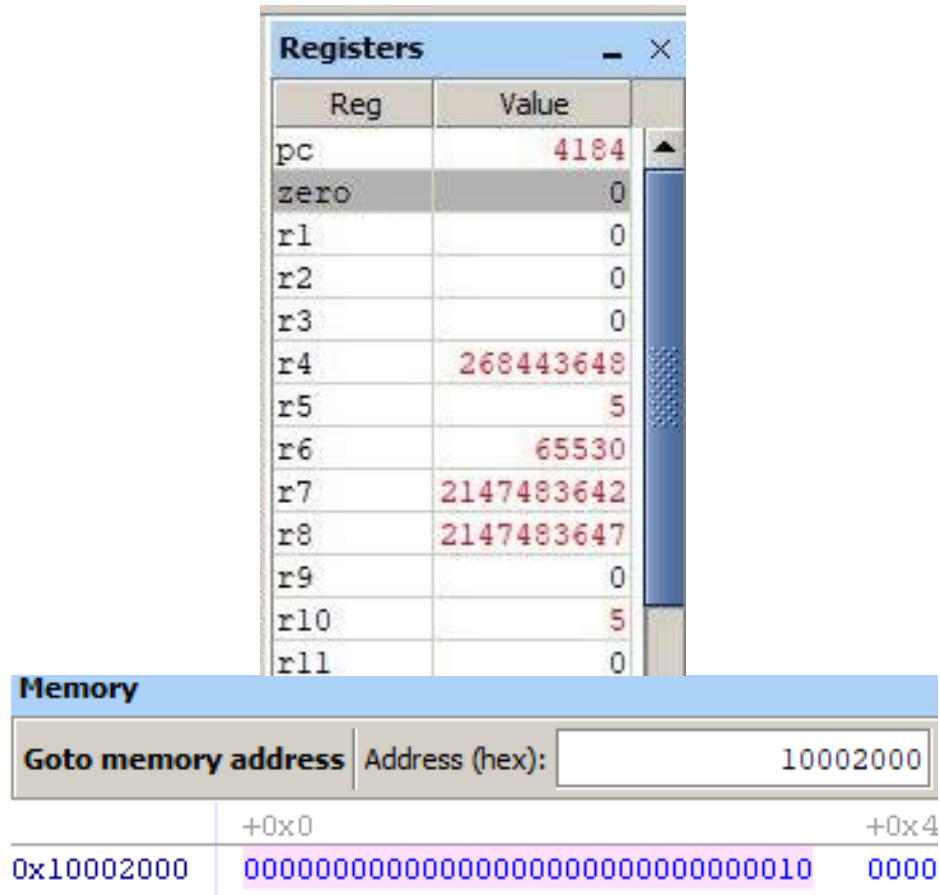 Registers
Reg Value
pc 4184
zero 0
r1 0
r2 0
r3 0
r4 268443648
r5 5
r6 65530
r7 2147483642
r8 2147483647
r9 0
r10 5
r11 0
Memory
Goto memory address Address (hex): 10002000
+0x0 +0x4
0x10002000 00000000000000000000000000000010 0000